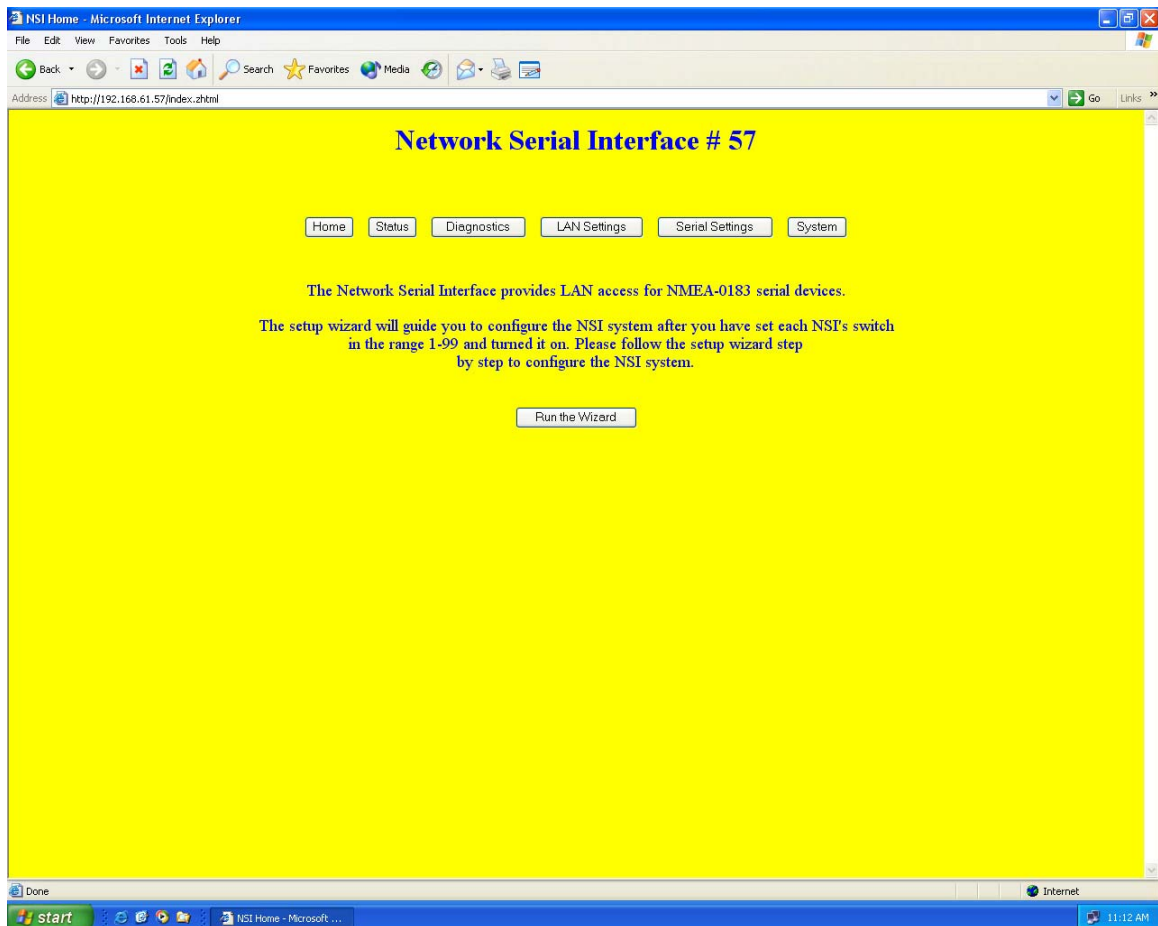 NSI Home - Microsoft Internet Explorer
File Edit View Favorites Tools Help
Back Search Favorites Media
Address http://192.168.61.57/index.zhtml Go Links »
Network Serial Interface # 57
Home Status Diagnostics LAN Settings Serial Settings System
The Network Serial Interface provides LAN access for NMEA-0183 serial devices.
The setup wizard will guide you to configure the NSI system after you have set each NSI's switch
in the range 1-99 and turned it on. Please follow the setup wizard step
by step to configure the NSI system.
Run the Wizard
Done Internet
start NSI Home - Microsoft ... 11:12 AM